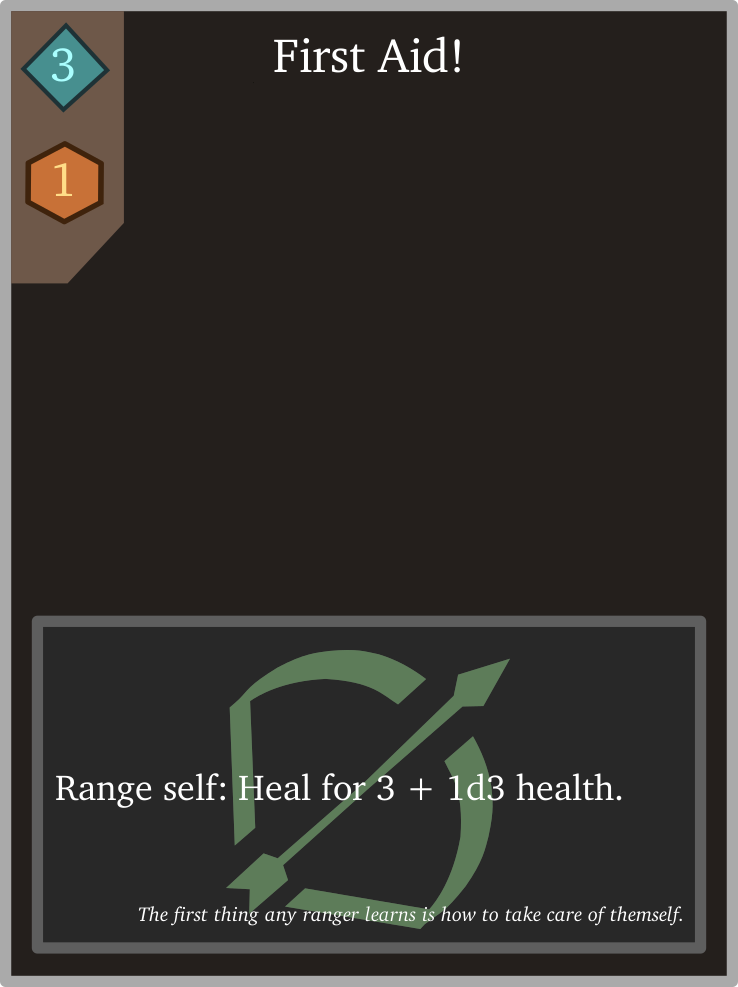 3
First Aid!
1
Range self: Heal for 3 + 1d3 health.
The first thing any ranger learns is how to take care of themself.